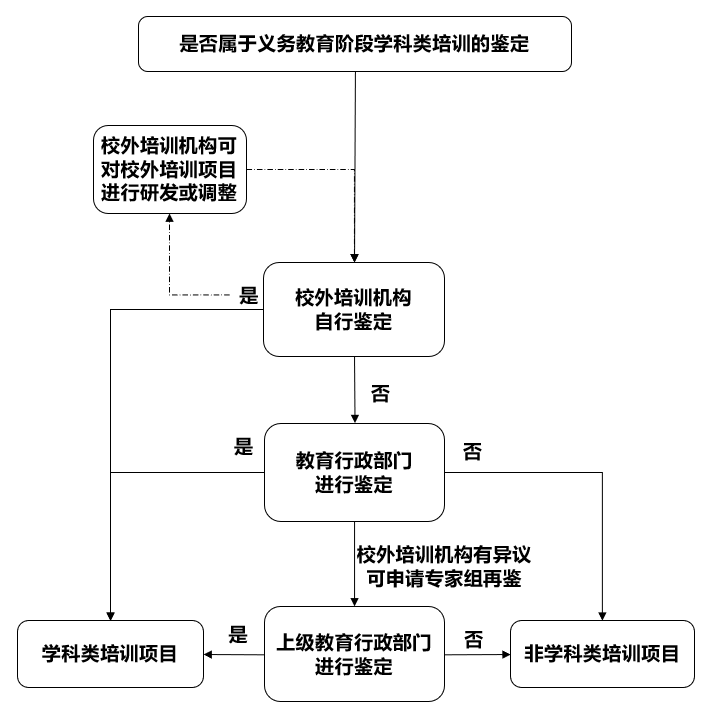 是否属于义务教育阶段学科类培训的鉴定
校外培训机构可
对校外培训项目
进行研发或调整
是
校外培训机构
自行鉴定
否
是
教育行政部门
进行鉴定
否
校外培训机构有异议
可申请专家组再鉴
学科类培训项目
是
上级教育行政部门
进行鉴定
否
非学科类培训项目